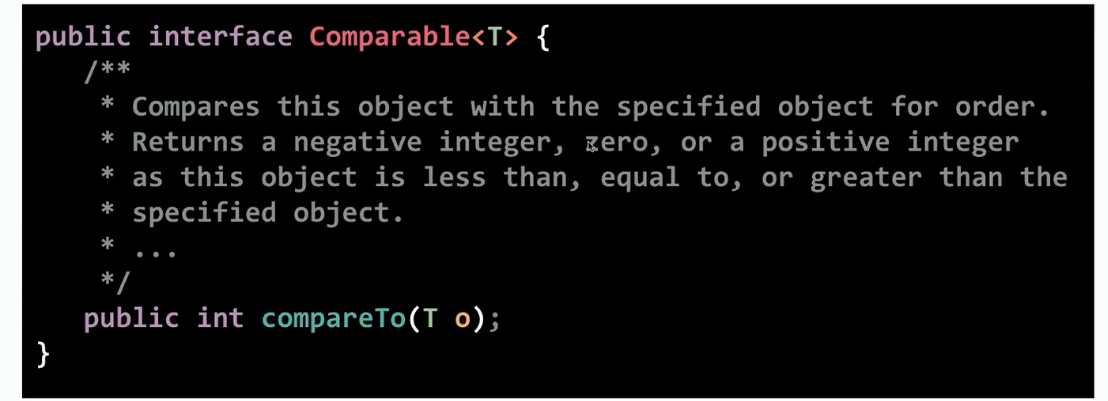 public interface Comparable<T> {
/**
* Compares this object with the specified object for order.
* Returns a negative integer, zero, or a positive integer
* as this object is less than, equal to, or greater than the
* specified object.
* ...
*/
public int compareTo(T o);
}